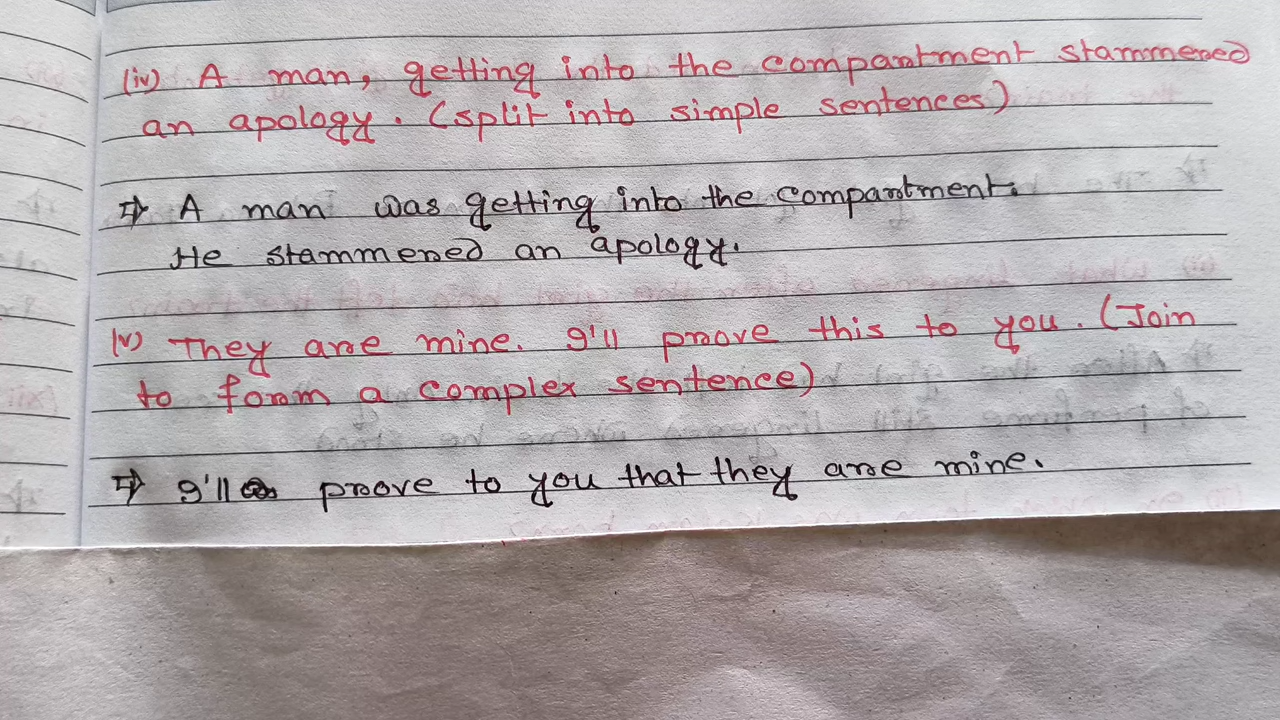 (iv) A man, getting into the compartment stammered
an apology. (split into simple sentences)
⇒ A man was getting into the compartment.
He stammered an apology.
(v) They are mine. I'll prove this to you. (Join
to form a complex sentence)
⇒ I'll prove to you that they are mine.